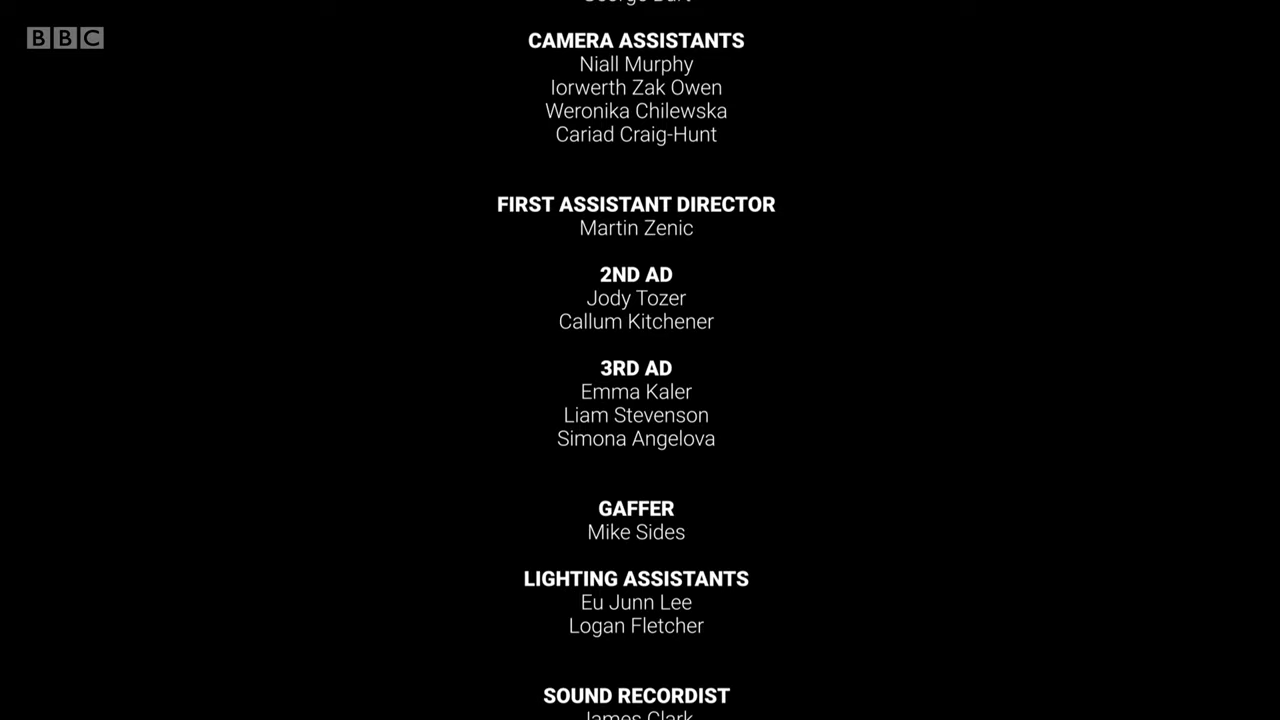 BBC
CAMERA ASSISTANTS
Niall Murphy
Iorwerth Zak Owen
Weronika Chilewska
Cariad Craig-Hunt
FIRST ASSISTANT DIRECTOR
Martin Zenic
2ND AD
Jody Tozer
Callum Kitchener
3RD AD
Emma Kaler
Liam Stevenson
Simona Angelova
GAFFER
Mike Sides
LIGHTING ASSISTANTS
Eu Junn Lee
Logan Fletcher
SOUND RECORDIST
James Clark